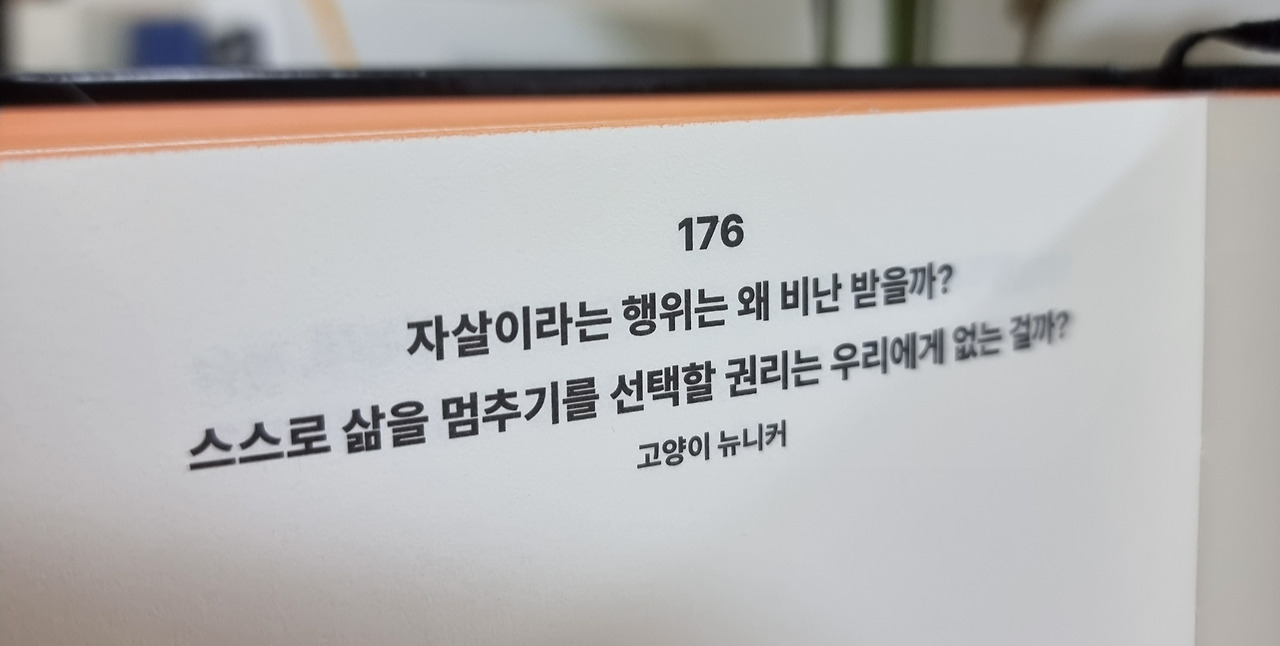 176
자살이라는 행위는 왜 비난 받을까?
스스로 삶을 멈추기를 선택할 권리는 우리에게 없는 걸까?
고양이 뉴니커